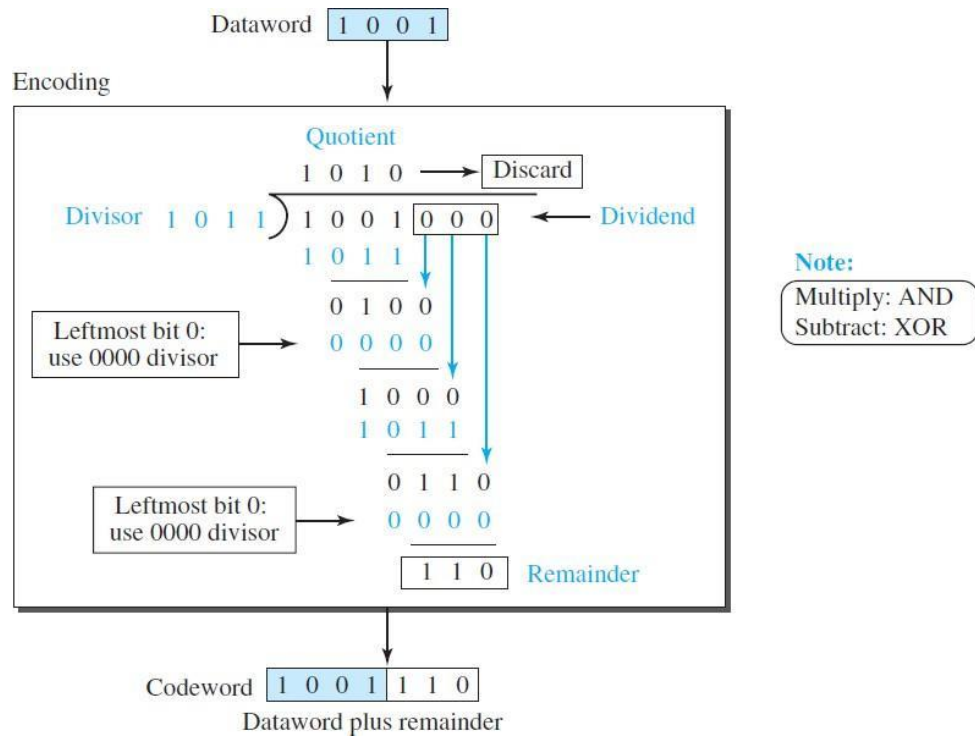 Dataword 1 0 0 1
Encoding
Quotient
1 0 1 0 Discard
Divisor 1 0 1 1 1 0 0 1 0 0 0 Dividend
1 0 1 1
Note:
Multiply: AND
Subtract: XOR
0 1 0 0
Leftmost bit 0:
use 0000 divisor
0 0 0 0
1 0 0 0
1 0 1 1
0 1 1 0
Leftmost bit 0:
use 0000 divisor
0 0 0 0
1 1 0 Remainder
Codeword 1 0 0 1 1 1 0
Dataword plus remainder